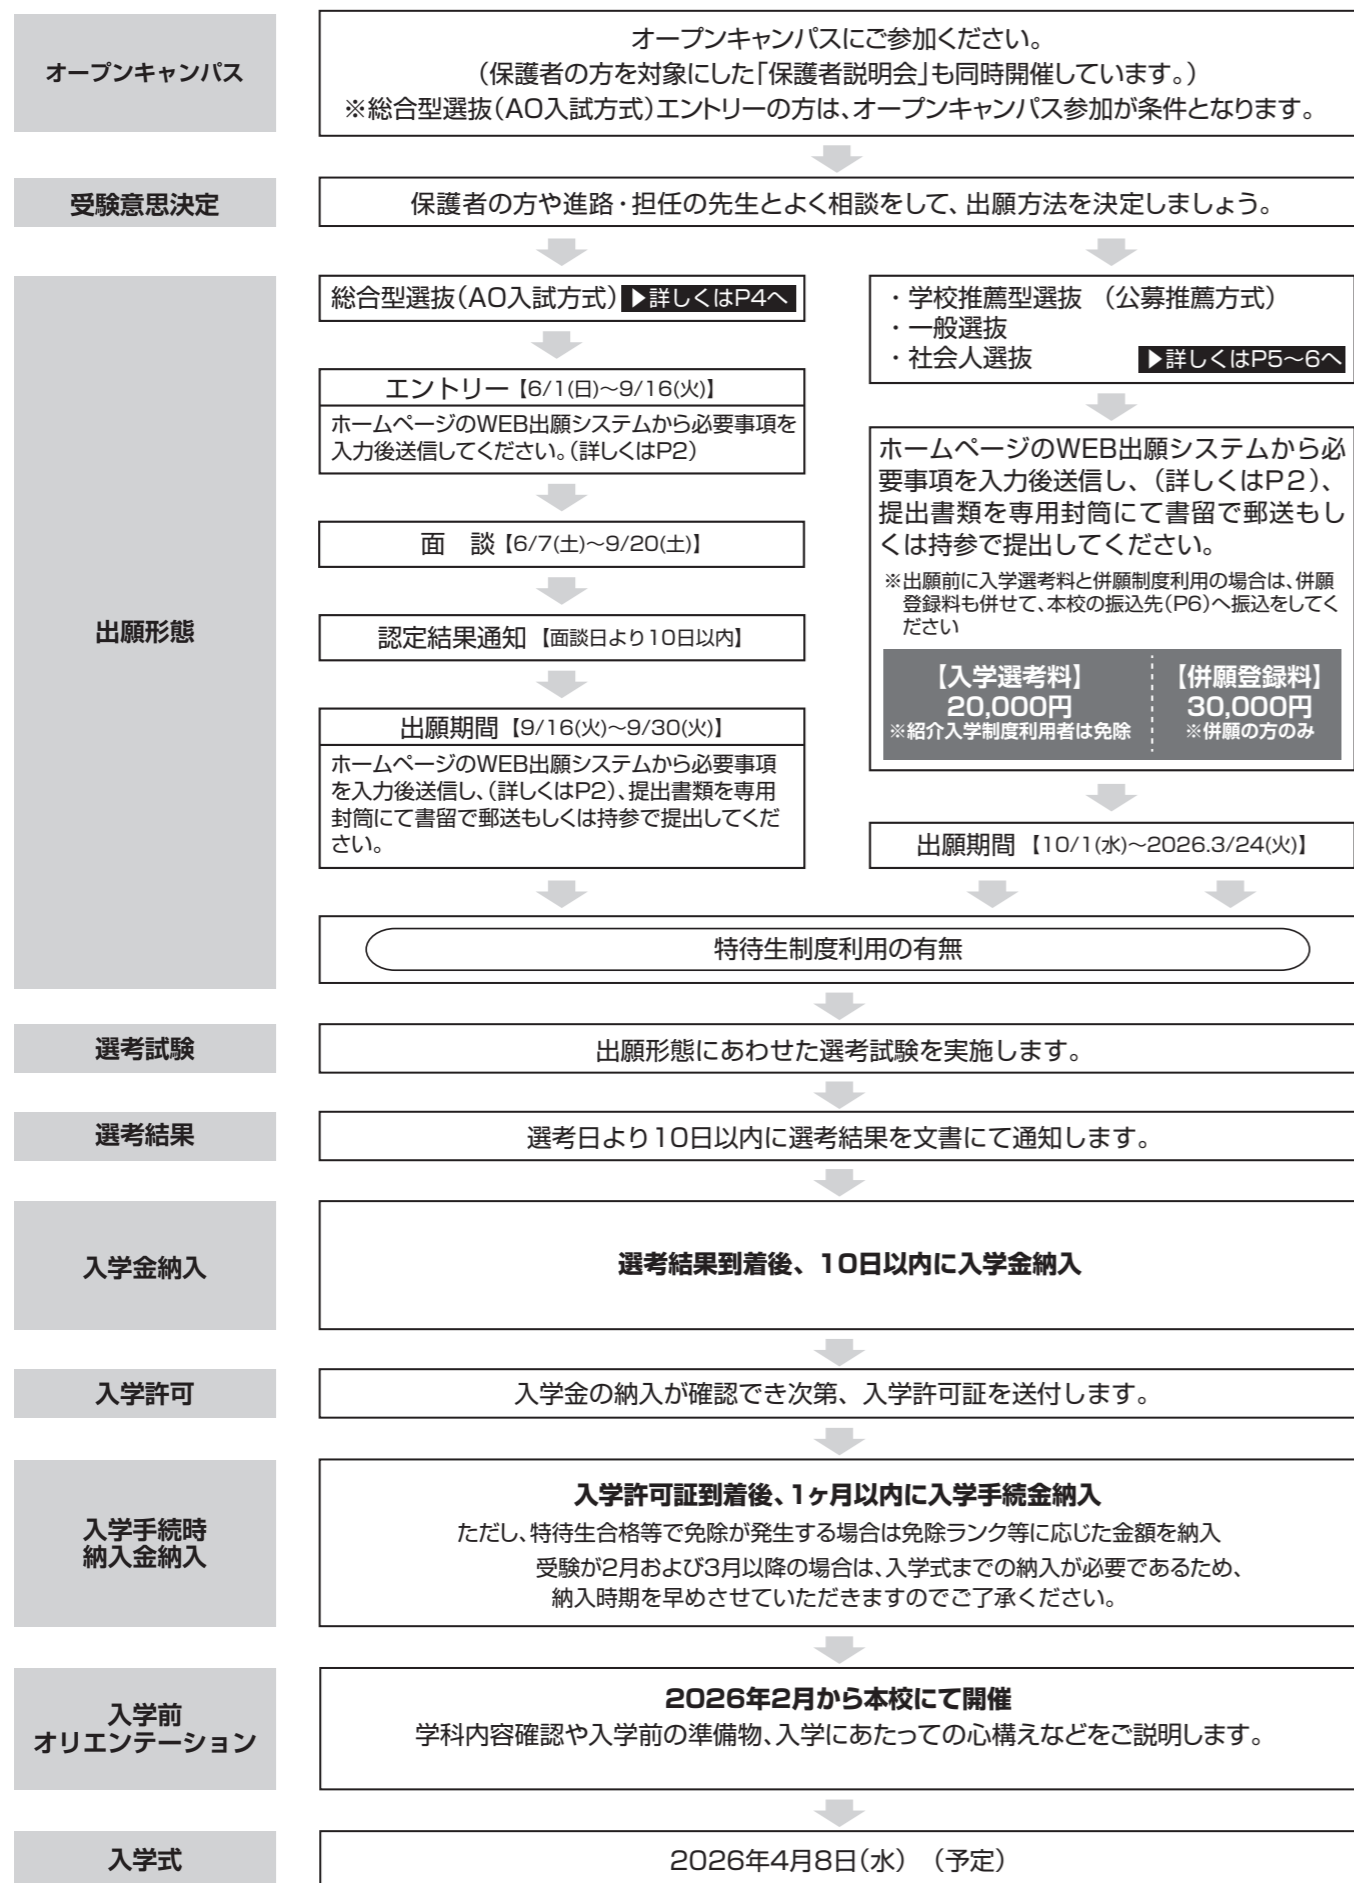 オープンキャンパス
オープンキャンパスにご参加ください。
（保護者の方を対象にした「保護者説明会」も同時開催しています。）
※総合型選抜（AO入試方式）エントリーの方は、オープンキャンパス参加が条件となります。
受験意思決定
保護者の方や進路・担任の先生とよく相談をして、出願方法を決定しましょう。
出願形態
総合型選抜（AO入試方式） ▶詳しくはP4へ
エントリー【6/1(日)～9/16(火)】
ホームページのWEB出願システムから必要事項を
入力後送信してください。（詳しくはP2）
面　談【6/7(土)～9/20(土)】
認定結果通知 【面談日より10日以内】
出願期間【9/16(火)～9/30(火)】
ホームページのWEB出願システムから必要事項
を入力後送信し、（詳しくはP2）、提出書類を専用
封筒にて書留で郵送もしくは持参で提出してくだ
さい。
・学校推薦型選抜 （公募推薦方式）
・一般選抜
・社会人選抜 ▶詳しくはP5～6へ
ホームページのWEB出願システムから必
要事項を入力後送信し、（詳しくはP2）、
提出書類を専用封筒にて書留で郵送もし
くは持参で提出してください。
※出願前に入学選考料と併願制度利用の場合は、併願
登録料も併せて、本校の振込先（P6）へ振込をしてく
ださい
【入学選考料】
20,000円
※紹介入学制度利用者は免除
【併願登録料】
30,000円
※併願の方のみ
出願期間 【10/1(水)～2026.3/24(火)】
特待生制度利用の有無
選考試験
出願形態にあわせた選考試験を実施します。
選考結果
選考日より10日以内に選考結果を文書にて通知します。
入学金納入
選考結果到着後、10日以内に入学金納入
入学許可
入学金の納入が確認でき次第、入学許可証を送付します。
入学手続時
納入金納入
入学許可証到着後、1ヶ月以内に入学手続金納入
ただし、特待生合格等で免除が発生する場合は免除ランク等に応じた金額を納入
受験が2月および3月以降の場合は、入学式までの納入が必要であるため、
納入時期を早めさせていただきますのでご了承ください。
入学前
オリエンテーション
2026年2月から本校にて開催
学科内容確認や入学前の準備物、入学にあたっての心構えなどをご説明します。
入学式
2026年4月8日(水) （予定）